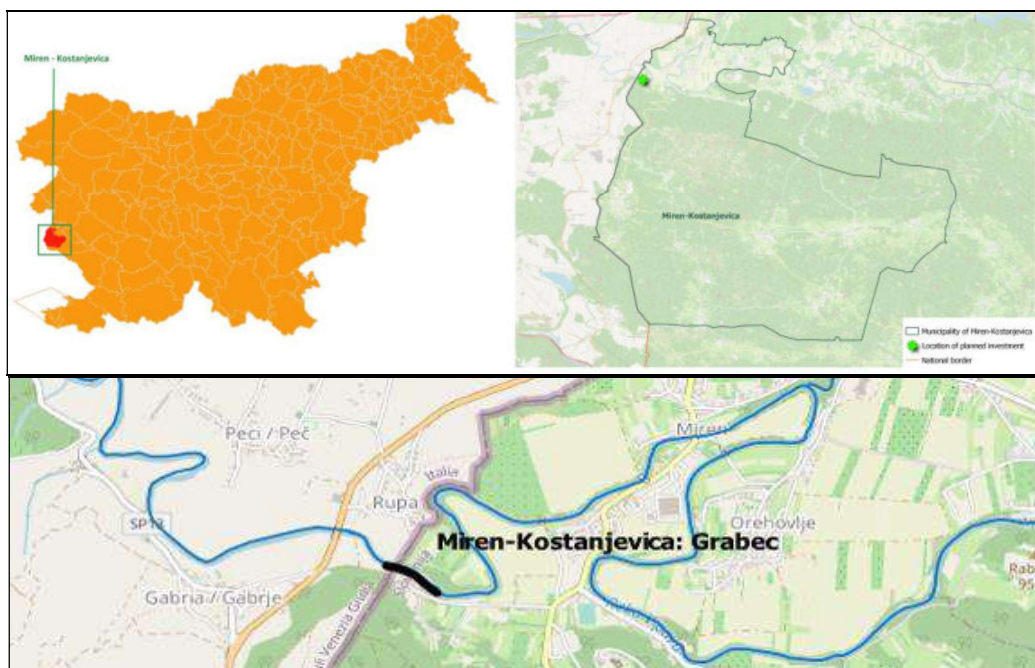 Miren - Kostanjevica
Miren-Kostanjevica
Municipality of Miren-Kostanjevica
Location of planned investment
National border
Peci / Peč
Miren
Italia
Rupa
SP13
Orehovlje
Miren-Kostanjevica: Grabec
Gabria / Gabrje